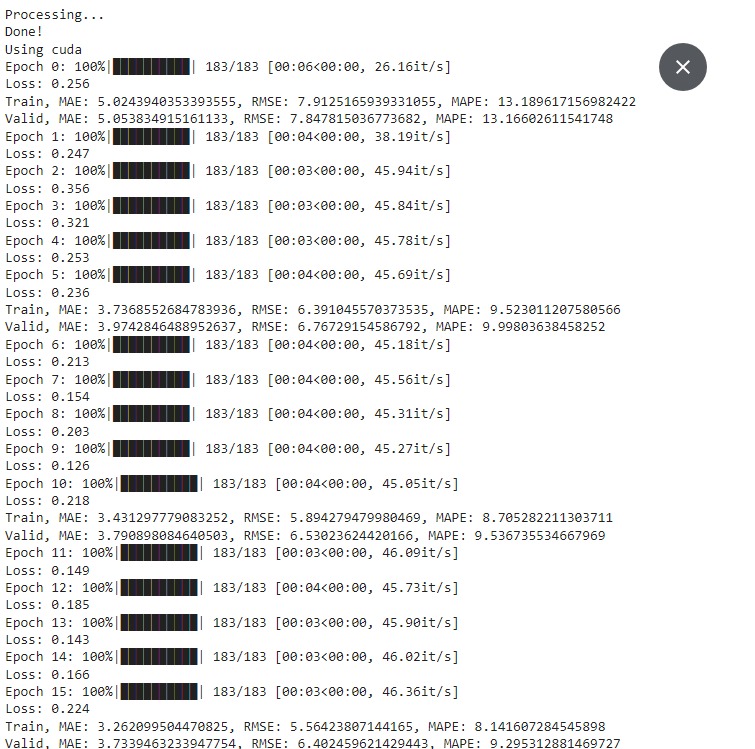 Processing...
Done!
Using cuda
Epoch 0: 100%|██████████| 183/183 [00:06<00:00, 26.16it/s]
Loss: 0.256
Train, MAE: 5.0243940353393555, RMSE: 7.9125165939331055, MAPE: 13.189617156982422
Valid, MAE: 5.053834915161133, RMSE: 7.847815036773682, MAPE: 13.16602611541748
Epoch 1: 100%|██████████| 183/183 [00:04<00:00, 38.19it/s]
Loss: 0.247
Epoch 2: 100%|██████████| 183/183 [00:03<00:00, 45.94it/s]
Loss: 0.356
Epoch 3: 100%|██████████| 183/183 [00:03<00:00, 45.84it/s]
Loss: 0.321
Epoch 4: 100%|██████████| 183/183 [00:03<00:00, 45.78it/s]
Loss: 0.253
Epoch 5: 100%|██████████| 183/183 [00:04<00:00, 45.69it/s]
Loss: 0.236
Train, MAE: 3.7368552684783936, RMSE: 6.391045570373535, MAPE: 9.523011207580566
Valid, MAE: 3.9742846488952637, RMSE: 6.76729154586792, MAPE: 9.99803638458252
Epoch 6: 100%|██████████| 183/183 [00:04<00:00, 45.18it/s]
Loss: 0.213
Epoch 7: 100%|██████████| 183/183 [00:04<00:00, 45.56it/s]
Loss: 0.154
Epoch 8: 100%|██████████| 183/183 [00:04<00:00, 45.31it/s]
Loss: 0.203
Epoch 9: 100%|██████████| 183/183 [00:04<00:00, 45.27it/s]
Loss: 0.126
Epoch 10: 100%|██████████| 183/183 [00:04<00:00, 45.05it/s]
Loss: 0.218
Train, MAE: 3.431297779083252, RMSE: 5.894279479980469, MAPE: 8.705282211303711
Valid, MAE: 3.790898084640503, RMSE: 6.53023624420166, MAPE: 9.536735534667969
Epoch 11: 100%|██████████| 183/183 [00:03<00:00, 46.09it/s]
Loss: 0.149
Epoch 12: 100%|██████████| 183/183 [00:04<00:00, 45.73it/s]
Loss: 0.185
Epoch 13: 100%|██████████| 183/183 [00:03<00:00, 45.90it/s]
Loss: 0.143
Epoch 14: 100%|██████████| 183/183 [00:03<00:00, 46.02it/s]
Loss: 0.166
Epoch 15: 100%|██████████| 183/183 [00:03<00:00, 46.36it/s]
Loss: 0.224
Train, MAE: 3.262099504470825, RMSE: 5.56423807144165, MAPE: 8.141607284545898
Valid, MAE: 3.7339463233947754, RMSE: 6.402459621429443, MAPE: 9.295312881469727